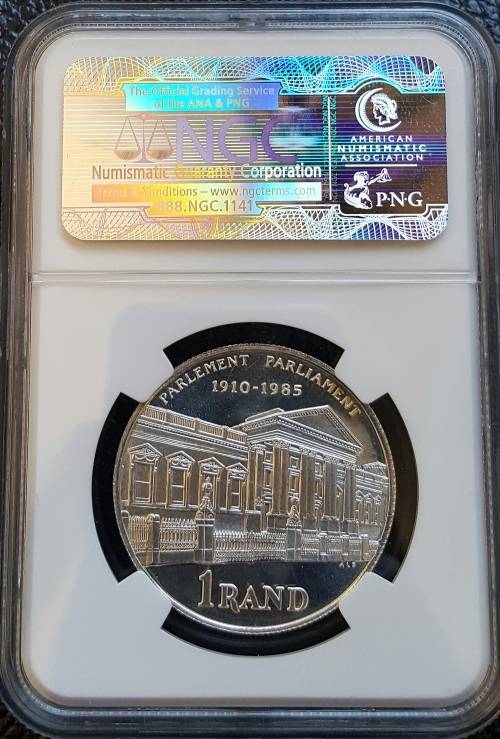 The Official Grading Service
of the ANA & PNG
NGC
Numismatic Guaranty Corporation
Terms & Conditions – www.ngcterms.com
888.NGC.1141
AMERICAN
NUMISMATIC
ASSOCIATION
P·N·G
PARLEMENT PARLIAMENT
1910-1985
ALS
1 RAND